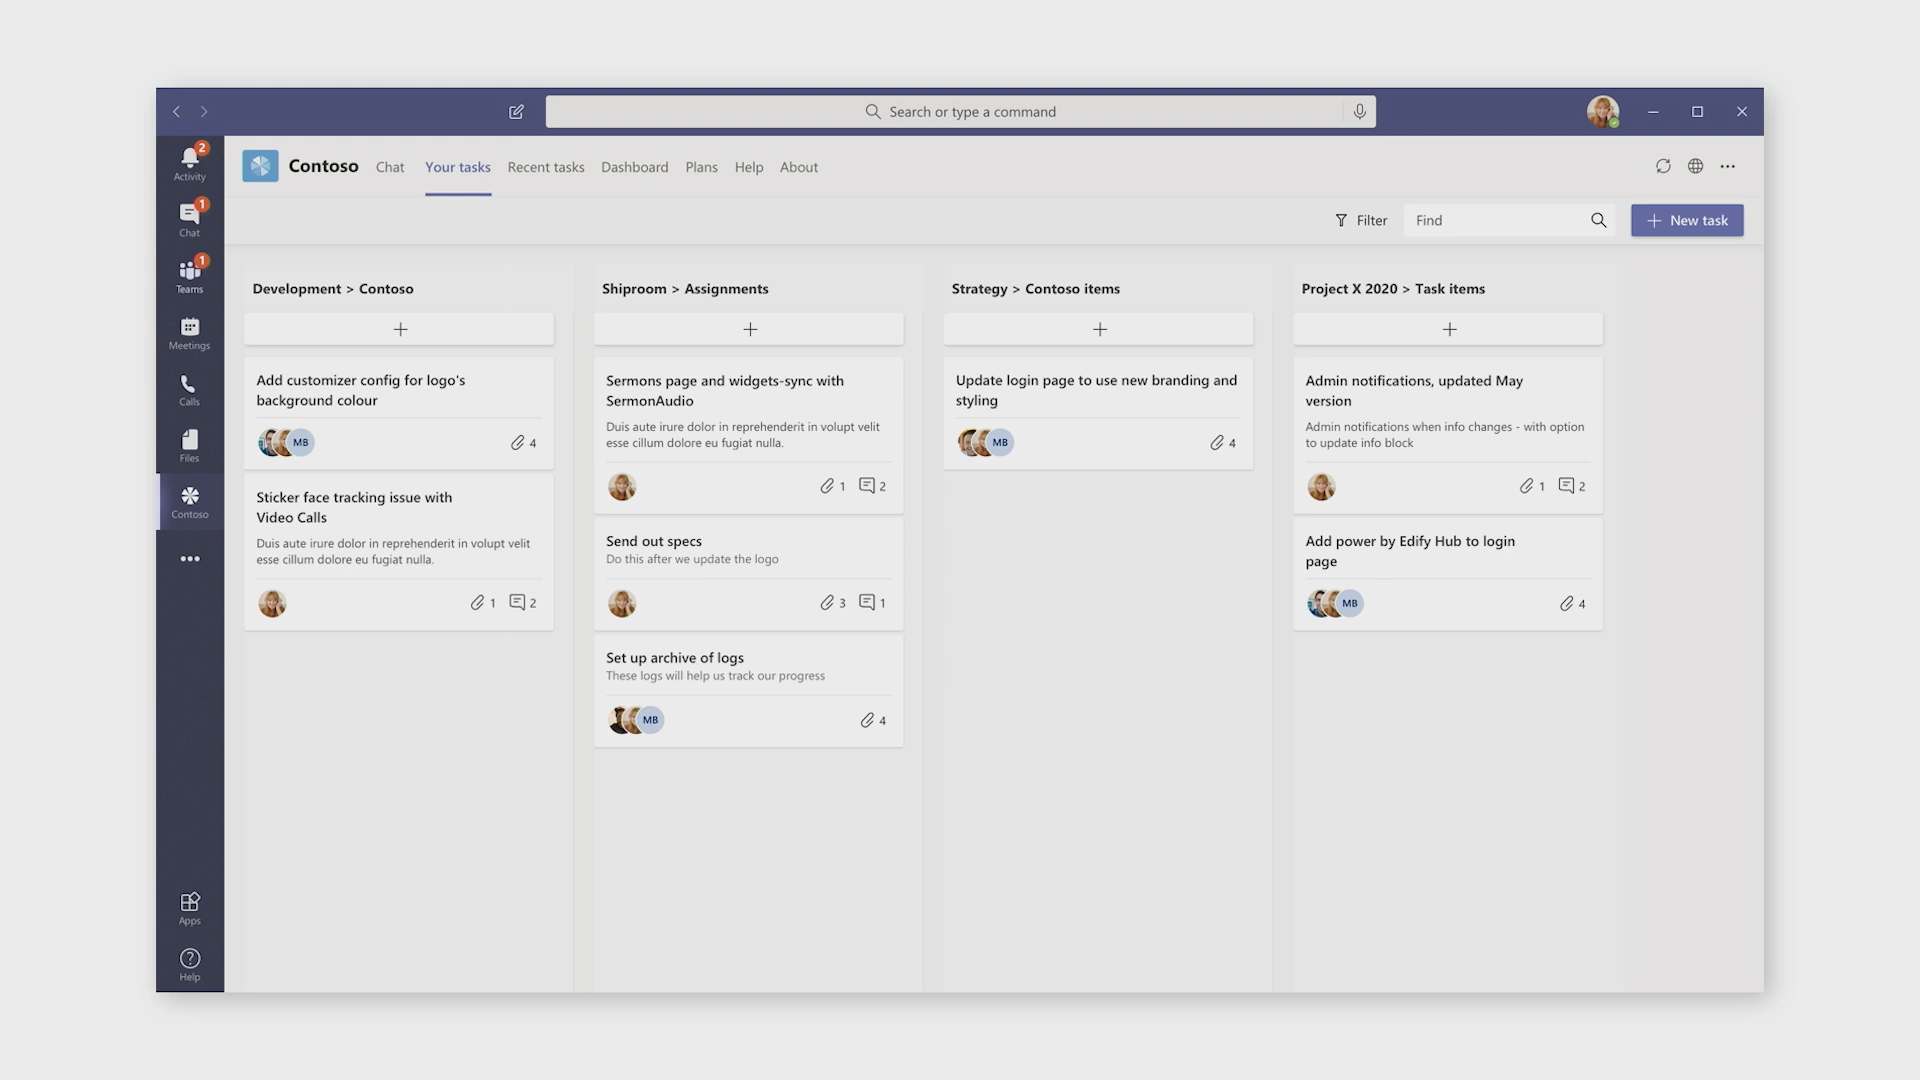 Search or type a command
2
Activity
1
Chat
1
Teams
Meetings
Calls
Files
Contoso
Apps
Help
Contoso
Chat
Your tasks
Recent tasks
Dashboard
Plans
Help
About
Filter
Find
New task
Development > Contoso
Add customizer config for logo's
background colour
MB
4
Sticker face tracking issue with
Video Calls
Duis aute irure dolor in reprehenderit in volupt velit
esse cillum dolore eu fugiat nulla.
1
2
Shiproom > Assignments
Sermons page and widgets-sync with
SermonAudio
Duis aute irure dolor in reprehenderit in volupt velit
esse cillum dolore eu fugiat nulla.
1
2
Send out specs
Do this after we update the logo
3
1
Set up archive of logs
These logs will help us track our progress
MB
4
Strategy > Contoso items
Update login page to use new branding and
styling
MB
4
Project X 2020 > Task items
Admin notifications, updated May
version
Admin notifications when info changes - with option
to update info block
1
2
Add power by Edify Hub to login
page
MB
4